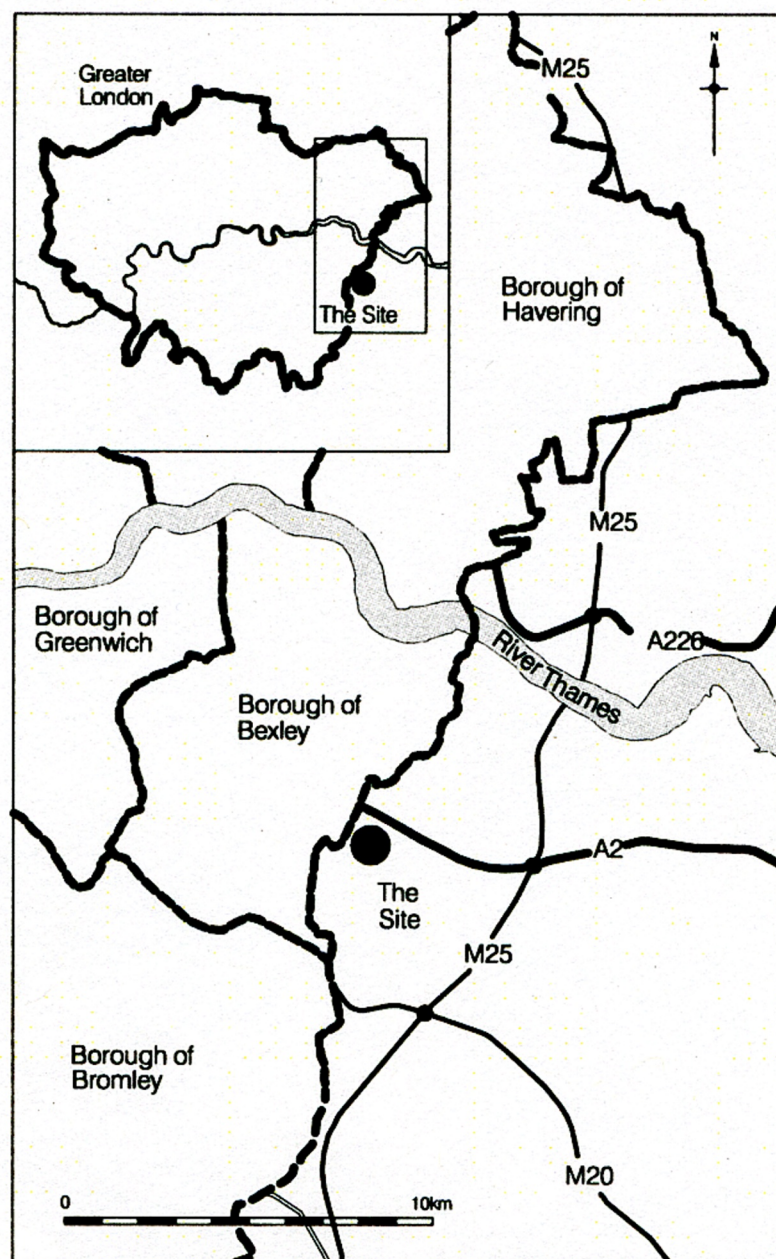 Greater
London
The Site
N
M25
Borough of
Havering
M25
Borough of
Greenwich
A226
River Thames
Borough of
Bexley
A2
The
Site
M25
Borough of
Bromley
M20
0
10km